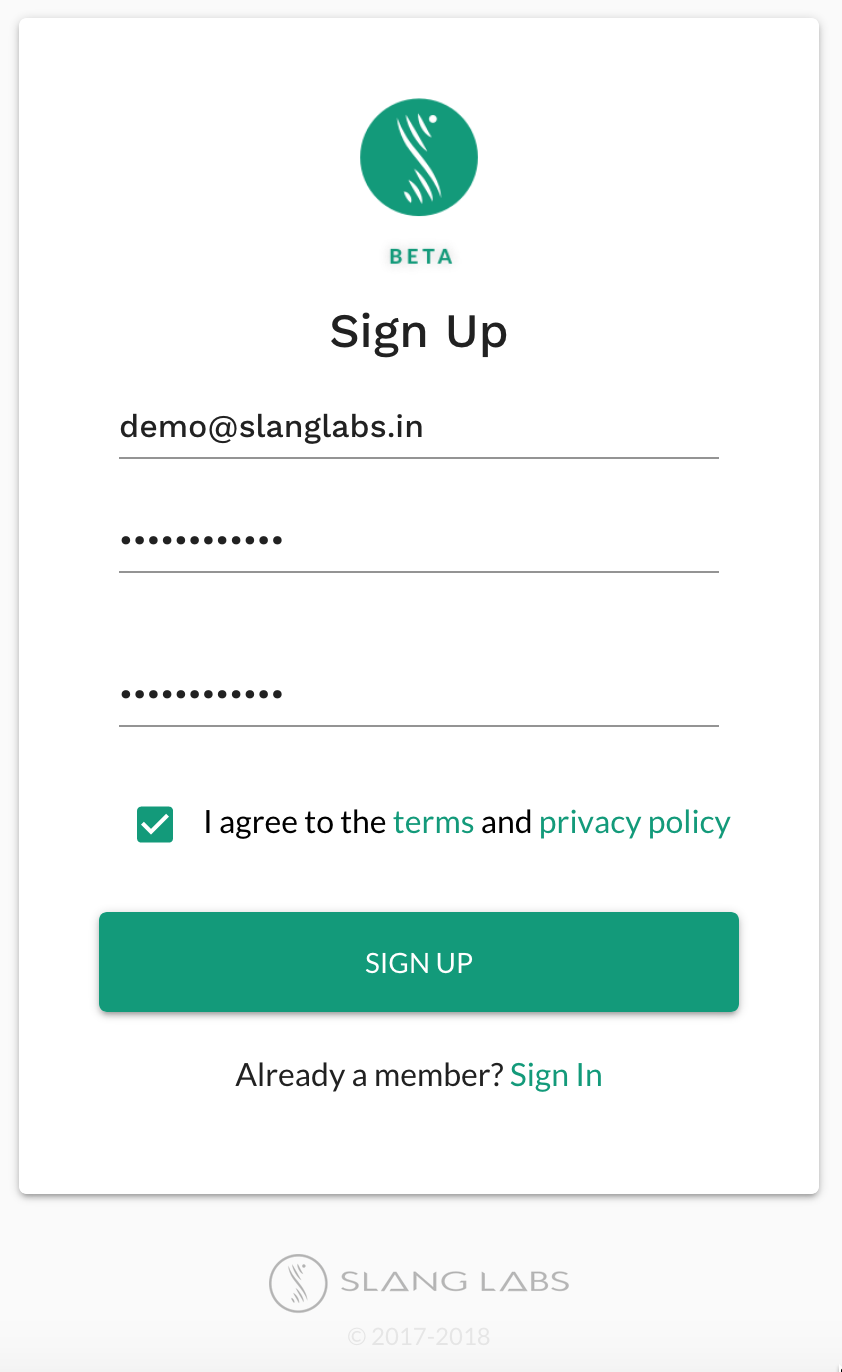 BETA
Sign Up
demo@slanglabs.in
••••••••••••
••••••••••••
I agree to the terms and privacy policy
SIGN UP
Already a member? Sign In
SLANG LABS
© 2017-2018